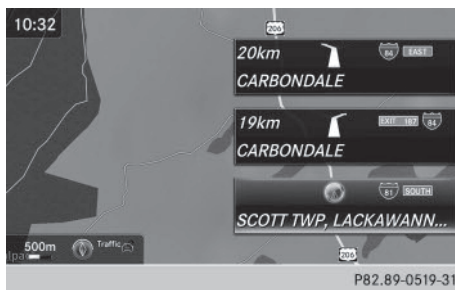 10:32
206
20km
84 EAST
CARBONDALE
19km
EXIT 187 84
CARBONDALE
81 SOUTH
SCOTT TWP, LACKAWANN...
500m
Traffic
206
P82.89-0519-31